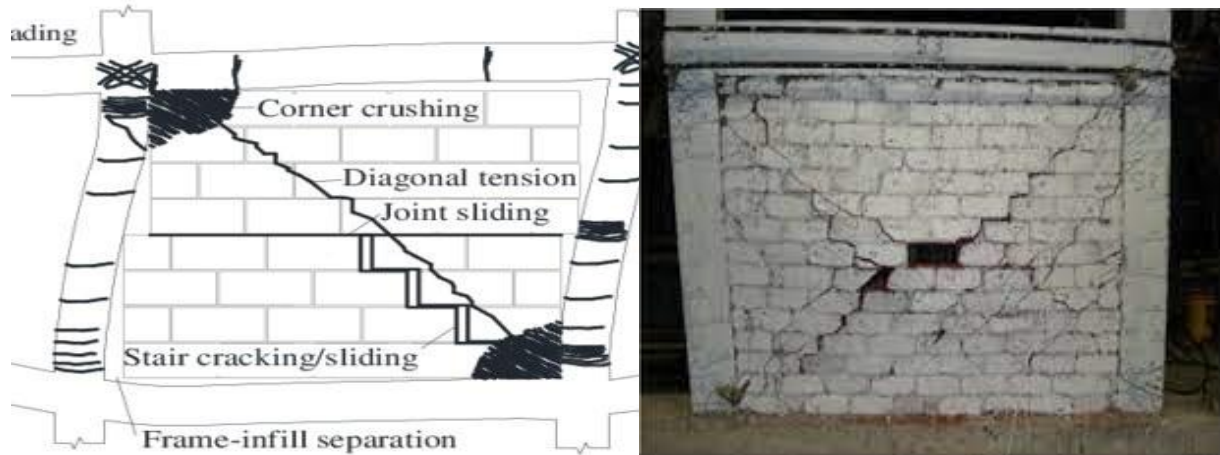 ading
Corner crushing
Diagonal tension
Joint sliding
Stair cracking/sliding
Frame-infill separation